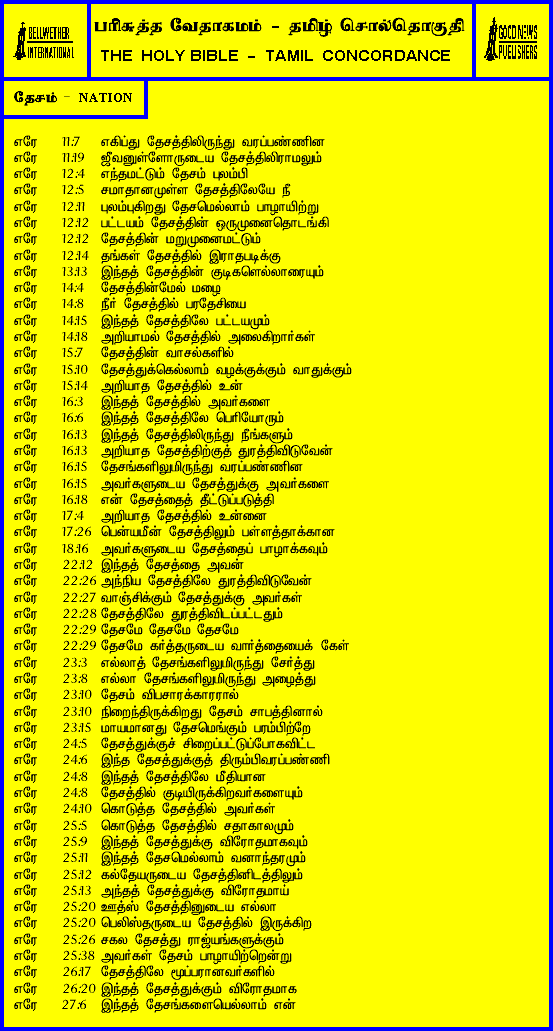 BELLWETHER
INTERNATIONAL
பரிசுத்த வேதாகமம் - தமிழ் சொல்தொகுதி
THE HOLY BIBLE - TAMIL CONCORDANCE
GOOD NEWS
PUBLISHERS
தேசம் - NATION
எரே 11:7 எகிப்து தேசத்திலிருந்து வரப்பண்ணின
எரே 11:19 ஜீவனுள்ளோருடைய தேசத்திலிராமலும்
எரே 12:4 எந்தமட்டும் தேசம் புலம்பி
எரே 12:5 சமாதானமுள்ள தேசத்திலேயே நீ
எரே 12:11 புலம்புகிறது தேசமெல்லாம் பாழாயிற்று
எரே 12:12 பட்டயம் தேசத்தின் ஒருமுனைதொடங்கி
எரே 12:12 தேசத்தின் மறுமுனைமட்டும்
எரே 12:14 தங்கள் தேசத்தில் இராதபடிக்கு
எரே 13:13 இந்தத் தேசத்தின் குடிகளெல்லாரையும்
எரே 14:4 தேசத்தின்மேல் மழை
எரே 14:8 நீர் தேசத்தில் பரதேசியை
எரே 14:15 இந்தத் தேசத்திலே பட்டயமும்
எரே 14:18 அறியாமல் தேசத்தில் அலைகிறார்கள்
எரே 15:7 தேசத்தின் வாசல்களில்
எரே 15:10 தேசத்துக்கெல்லாம் வழக்குக்கும் வாதுக்கும்
எரே 15:14 அறியாத தேசத்தில் உன்
எரே 16:3 இந்தத் தேசத்தில் அவர்களை
எரே 16:6 இந்தத் தேசத்திலே பெரியோரும்
எரே 16:13 இந்தத் தேசத்திலிருந்து நீங்களும்
எரே 16:13 அறியாத தேசத்திற்குத் துரத்திவிடுவேன்
எரே 16:15 தேசங்களிலுமிருந்து வரப்பண்ணின
எரே 16:15 அவர்களுடைய தேசத்துக்கு அவர்களை
எரே 16:18 என் தேசத்தைத் தீட்டுப்படுத்தி
எரே 17:4 அறியாத தேசத்தில் உன்னை
எரே 17:26 பென்யமீன் தேசத்திலும் பள்ளத்தாக்கான
எரே 18:16 அவர்களுடைய தேசத்தைப் பாழாக்கவும்
எரே 22:12 இந்தத் தேசத்தை அவன்
எரே 22:26 அந்நிய தேசத்திலே துரத்திவிடுவேன்
எரே 22:27 வாஞ்சிக்கும் தேசத்துக்கு அவர்கள்
எரே 22:28 தேசத்திலே துரத்திவிடப்பட்டதும்
எரே 22:29 தேசமே தேசமே தேசமே
எரே 22:29 தேசமே கர்த்தருடைய வார்த்தையைக் கேள்
எரே 23:3 எல்லாத் தேசங்களிலுமிருந்து சேர்த்து
எரே 23:8 எல்லா தேசங்களிலுமிருந்து அழைத்து
எரே 23:10 தேசம் விபசாரக்காரரால்
எரே 23:10 நிறைந்திருக்கிறது தேசம் சாபத்தினால்
எரே 23:15 மாயமானது தேசமெங்கும் பரம்பிற்றே
எரே 24:5 தேசத்துக்குச் சிறைப்பட்டுப்போகவிட்ட
எரே 24:6 இந்த தேசத்துக்குத் திரும்பிவரப்பண்ணி
எரே 24:8 இந்தத் தேசத்திலே மீதியான
எரே 24:8 தேசத்தில் குடியிருக்கிறவர்களையும்
எரே 24:10 கொடுத்த தேசத்தில் அவர்கள்
எரே 25:5 கொடுத்த தேசத்தில் சதாகாலமும்
எரே 25:9 இந்தத் தேசத்துக்கு விரோதமாகவும்
எரே 25:11 இந்தத் தேசமெல்லாம் வனாந்தரமும்
எரே 25:12 கல்தேயருடைய தேசத்தினிடத்திலும்
எரே 25:13 அந்தத் தேசத்துக்கு விரோதமாய்
எரே 25:20 ஊத்ஸ் தேசத்தினுடைய எல்லா
எரே 25:20 பெலிஸ்தருடைய தேசத்தில் இருக்கிற
எரே 25:26 சகல தேசத்து ராஜ்யங்களுக்கும்
எரே 25:38 அவர்கள் தேசம் பாழாயிற்றென்று
எரே 26:17 தேசத்திலே மூப்பரானவர்களில்
எரே 26:20 இந்தத் தேசத்துக்கும் விரோதமாக
எரே 27:6 இந்தத் தேசங்களையெல்லாம் என்